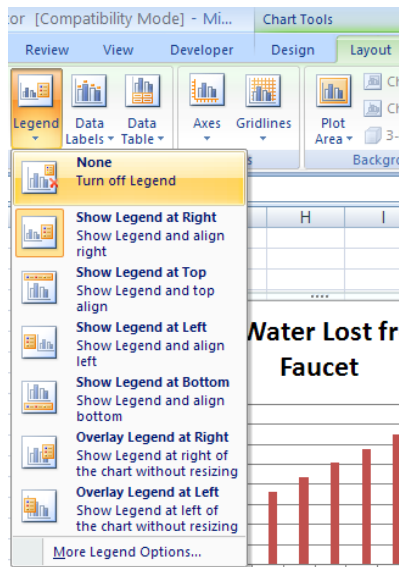 tor [Compatibility Mode] - Mi... Chart Tools
Review View Developer Design Layout
Legend Data Labels Data Table Axes Gridlines Plot Area 3-
Backgro
None
Turn off Legend
Show Legend at Right
Show Legend and align
right
Show Legend at Top
Show Legend and top
align
Show Legend at Left
Show Legend and align
left
Show Legend at Bottom
Show Legend and align
bottom
Overlay Legend at Right
Show Legend at right of
the chart without resizing
Overlay Legend at Left
Show Legend at left of
the chart without resizing
More Legend Options...
H I
Water Lost fr
Faucet